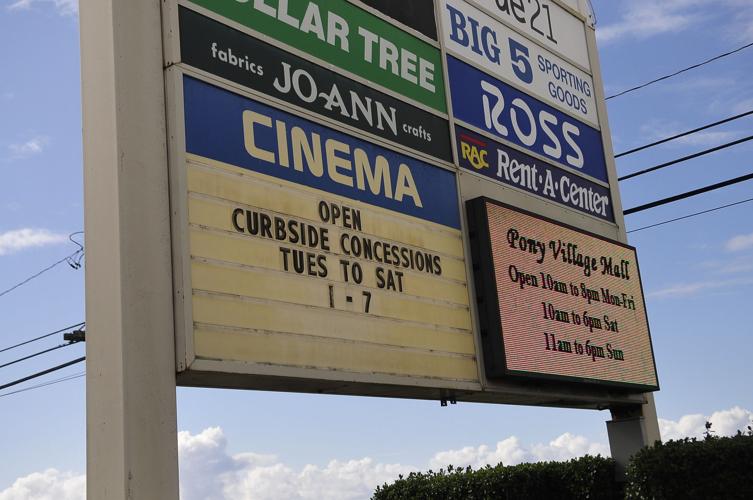 LLAR TREE
fabrics JO-ANN crafts
CINEMA
OPEN
CURBSIDE CONCESSIONS
TUES TO SAT
1 - 7
ue21
BIG 5 SPORTING
GOODS
ROSS
RAC Rent-A-Center
Pony Village Mall
Open 10am to 8pm Mon-Fri
10am to 6pm Sat
11am to 6pm Sun